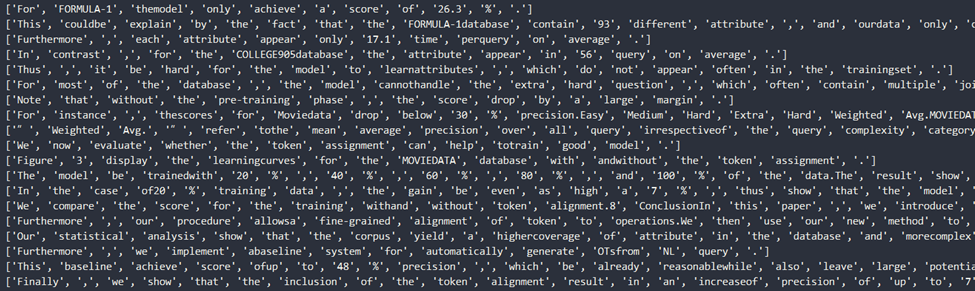 ['For', 'FORMULA-1', 'themodel', 'only', 'achieve', 'a', 'score', 'of', '26.3', '%', '.']
['This', 'couldbe', 'explain', 'by', 'the', 'fact', 'that', 'the', 'FORMULA-1database', 'contain', '93', 'different', 'attribute', ',', 'and', 'ourdata', 'only', 'c
['Furthermore', ',', 'each', 'attribute', 'appear', 'only', '17.1', 'time', 'perquery', 'on', 'average', '.']
['In', 'contrast', ',', 'for', 'the', 'COLLEGE905database', 'the', 'attribute', 'appear', 'in', '56', 'query', 'on', 'average', '.']
['Thus', ',', 'it', 'be', 'hard', 'for', 'the', 'model', 'to', 'learnattributes', ',', 'which', 'do', 'not', 'appear', 'often', 'in', 'the', 'trainingset', '.']
['For', 'most', 'of', 'the', 'database', ',', 'the', 'model', 'cannothandle', 'the', 'extra', 'hard', 'question', ',', 'which', 'often', 'contain', 'multiple', 'joi
['Note', 'that', 'without', 'the', 'pre-training', 'phase', ',', 'the', 'score', 'drop', 'by', 'a', 'large', 'margin', '.']
['For', 'instance', ',', 'thescores', 'for', 'Moviedata', 'drop', 'below', '30', '%', 'precision.Easy', 'Medium', 'Hard', 'Extra', 'Hard', 'Weighted', 'Avg.MOVIEDAT
['"', 'Weighted', 'Avg.', '"', 'refer', 'tothe', 'mean', 'average', 'precision', 'over', 'all', 'query', 'irrespectiveof', 'the', 'query', 'complexity', 'category
['We', 'now', 'evaluate', 'whether', 'the', 'token', 'assignment', 'can', 'help', 'totrain', 'good', 'model', '.']
['Figure', '3', 'display', 'the', 'learningcurves', 'for', 'the', 'MOVIEDATA', 'database', 'with', 'andwithout', 'the', 'token', 'assignment', '.']
['The', 'model', 'be', 'trainedwith', '20', '%', ',', '40', '%', ',', '60', '%', ',', '80', '%', ',', 'and', '100', '%', 'of', 'the', 'data.The', 'result', 'show',
['In', 'the', 'case', 'of20', '%', 'training', 'data', ',', 'the', 'gain', 'be', 'even', 'as', 'high', 'a', '7', '%', ',', 'thus', 'show', 'that', 'the', 'model',
['We', 'compare', 'the', 'score', 'for', 'the', 'training', 'withand', 'without', 'token', 'alignment.8', 'ConclusionIn', 'this', 'paper', ',', 'we', 'introduce', '
['Furthermore', ',', 'our', 'procedure', 'allowsa', 'fine-grained', 'alignment', 'of', 'token', 'to', 'operations.We', 'then', 'use', 'our', 'new', 'method', 'to',
['Our', 'statistical', 'analysis', 'show', 'that', 'the', 'corpus', 'yield', 'a', 'highercoverage', 'of', 'attribute', 'in', 'the', 'database', 'and', 'morecomplex'
['Furthermore', ',', 'we', 'implement', 'abaseline', 'system', 'for', 'automatically', 'generate', 'OTsfrom', 'NL', 'query', '.']
['This', 'baseline', 'achieve', 'score', 'ofup', 'to', '48', '%', 'precision', ',', 'which', 'be', 'already', 'reasonablewhile', 'also', 'leave', 'large', 'potentia
['Finally', ',', 'we', 'show', 'that', 'the', 'inclusion', 'of', 'the', 'token', 'alignment', 'result', 'in', 'an', 'increaseof', 'precision', 'of', 'up', 'to', '7'